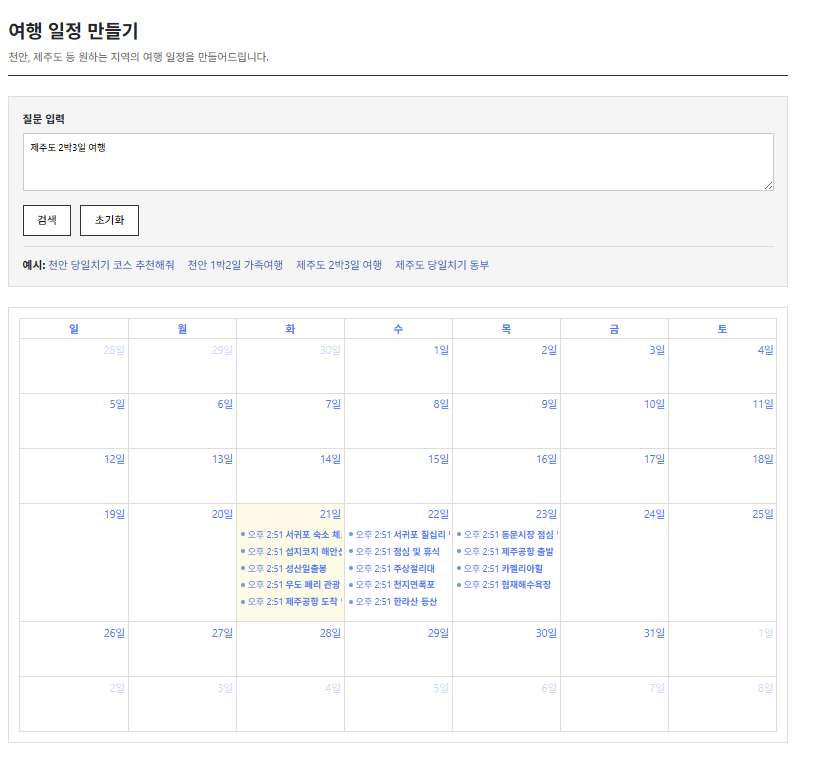 여행 일정 만들기
천안, 제주도 등 원하는 지역의 여행 일정을 만들어드립니다.
질문 입력
제주도 2박3일 여행
검색 초기화
예시: 천안 당일치기 코스 추천해줘 천안 1박2일 가족여행 제주도 2박3일 여행 제주도 당일치기 동부
일 월 화 수 목 금 토
28일 29일 30일 1일 2일 3일 4일
5일 6일 7일 8일 9일 10일 11일
12일 13일 14일 15일 16일 17일 18일
19일 20일 21일 22일 23일 24일 25일
오후 2:51 서귀포 숙소 오후 2:51 서귀포 칠십리 오후 2:51 동문시장 점심
오후 2:51 섭지코지 해안산 오후 2:51 점심 및 휴식 오후 2:51 제주공항 출발
오후 2:51 성산일출봉 오후 2:51 주상절리대 오후 2:51 카멜리아힐
오후 2:51 우도 페리 관광 오후 2:51 천지연폭포 오후 2:51 협재해수욕장
오후 2:51 제주공항 도착 오후 2:51 한라산 등산
26일 27일 28일 29일 30일 31일 1일
2일 3일 4일 5일 6일 7일 8일